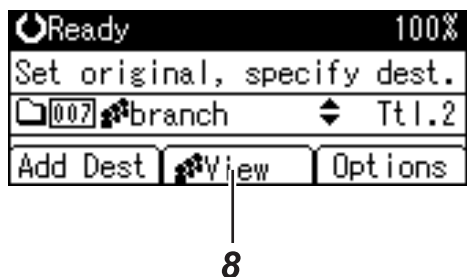 Ready 100%
Set original, specify dest.
007 branch Ttl.2
Add Dest View Options
8